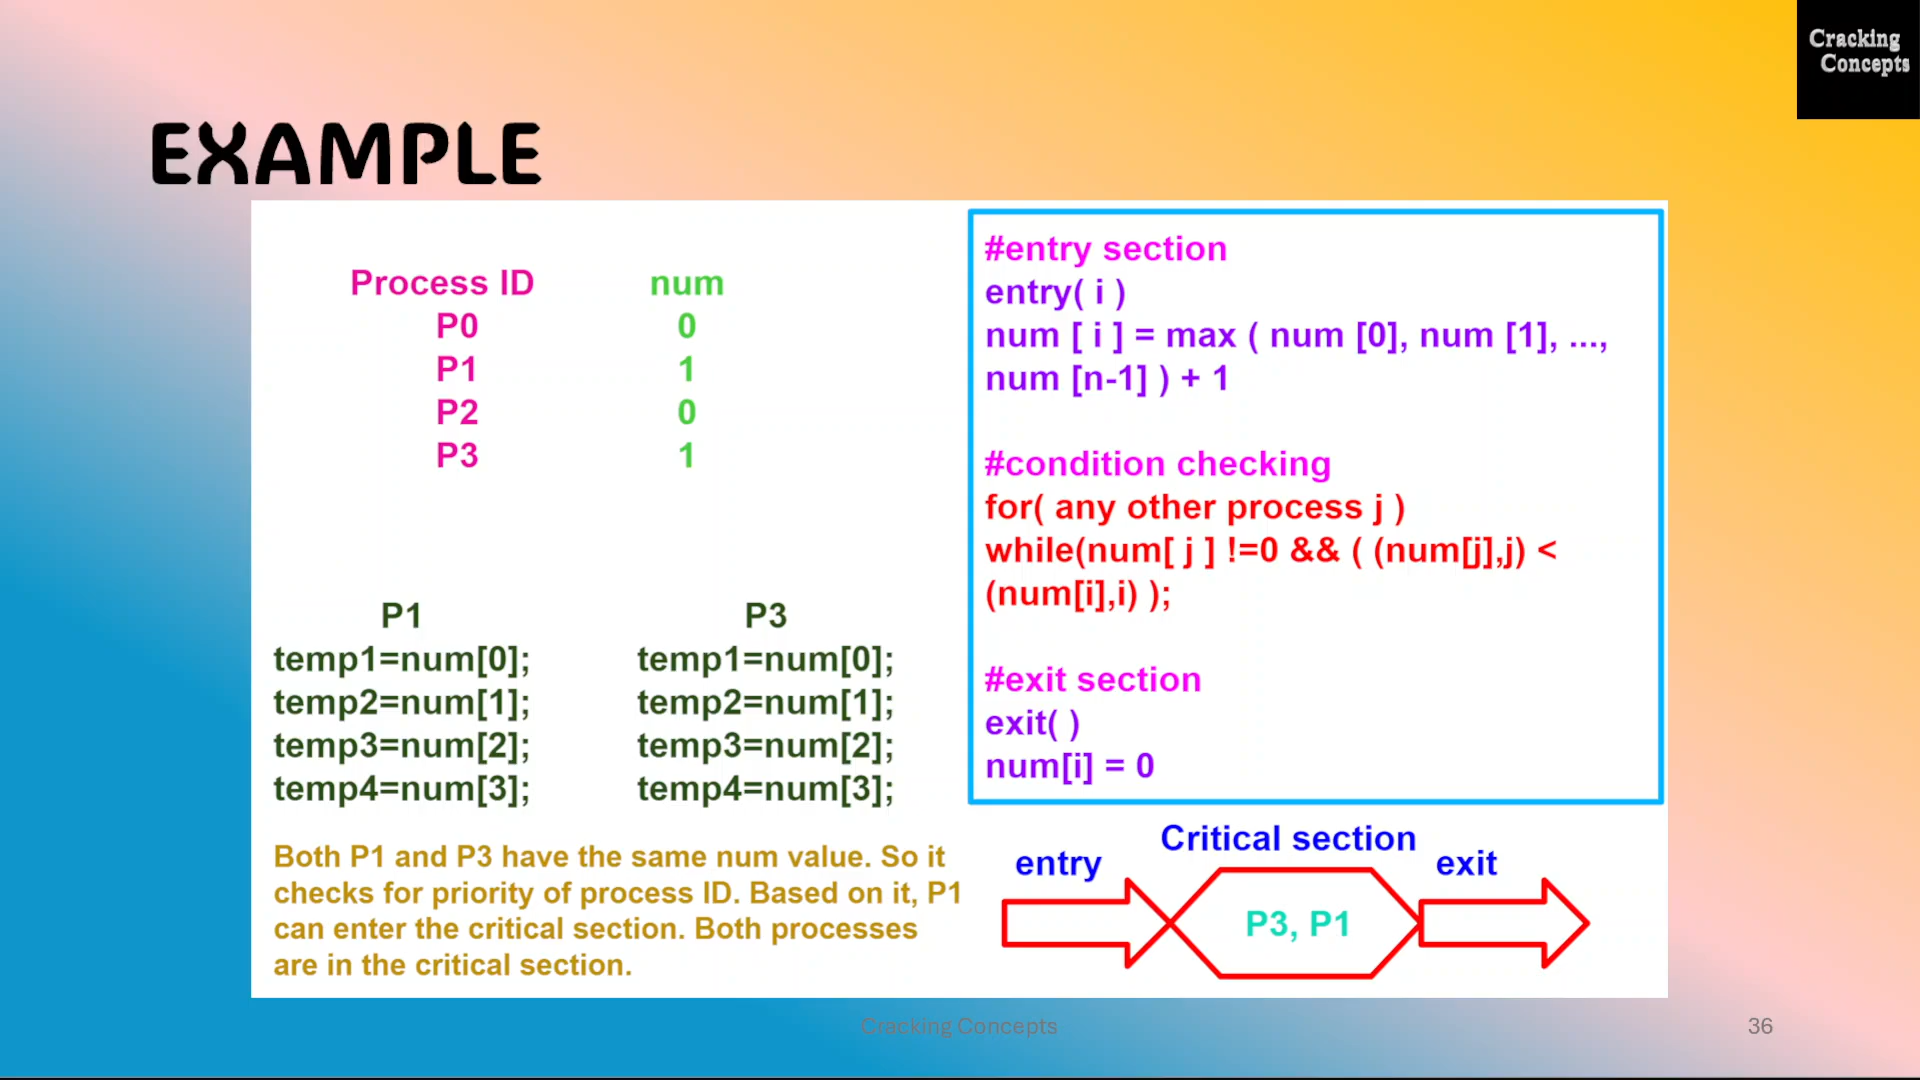 Cracking
Concepts
EXAMPLE
Process ID num
P0 0
P1 1
P2 0
P3 1
P1 P3
temp1=num[0]; temp1=num[0];
temp2=num[1]; temp2=num[1];
temp3=num[2]; temp3=num[2];
temp4=num[3]; temp4=num[3];
Both P1 and P3 have the same num value. So it
checks for priority of process ID. Based on it, P1
can enter the critical section. Both processes
are in the critical section.
#entry section
entry( i )
num [ i ] = max ( num [0], num [1], ...,
num [n-1] ) + 1
#condition checking
for( any other process j )
while(num[ j ] !=0 && ( (num[j],j) <
(num[i],i) );
#exit section
exit( )
num[i] = 0
Critical section
entry exit
P3, P1
Cracking Concepts
36